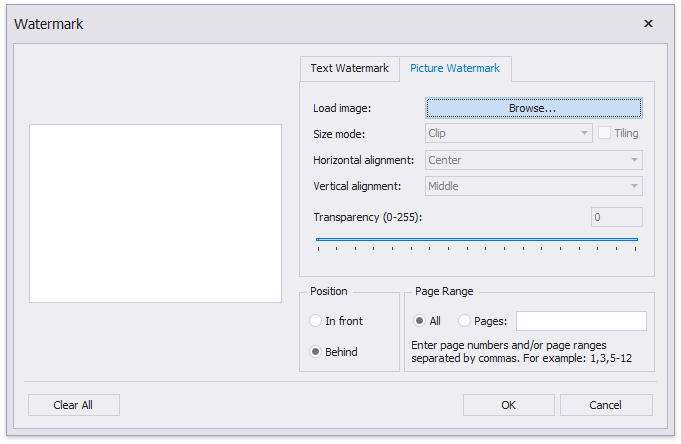 Watermark
Text Watermark
Picture Watermark
Load image:
Browse...
Size mode:
Clip
Tiling
Horizontal alignment:
Center
Vertical alignment:
Middle
Transparency (0-255):
0
Position
In front
Behind
Page Range
All
Pages:
Enter page numbers and/or page ranges
separated by commas. For example: 1,3,5-12
Clear All
OK
Cancel